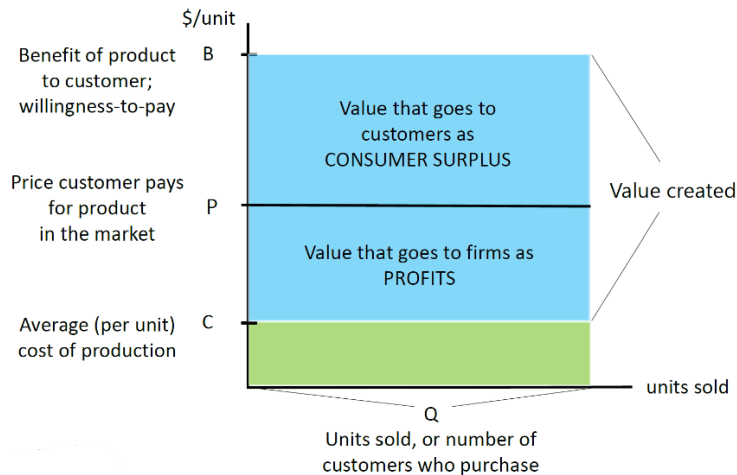 $/unit
Benefit of product
to customer;
willingness-to-pay
B
Value that goes to
customers as
CONSUMER SURPLUS
Price customer pays
for product
in the market
P
Value created
Value that goes to firms as
PROFITS
Average (per unit)
cost of production
C
units sold
Q
Units sold, or number of
customers who purchase